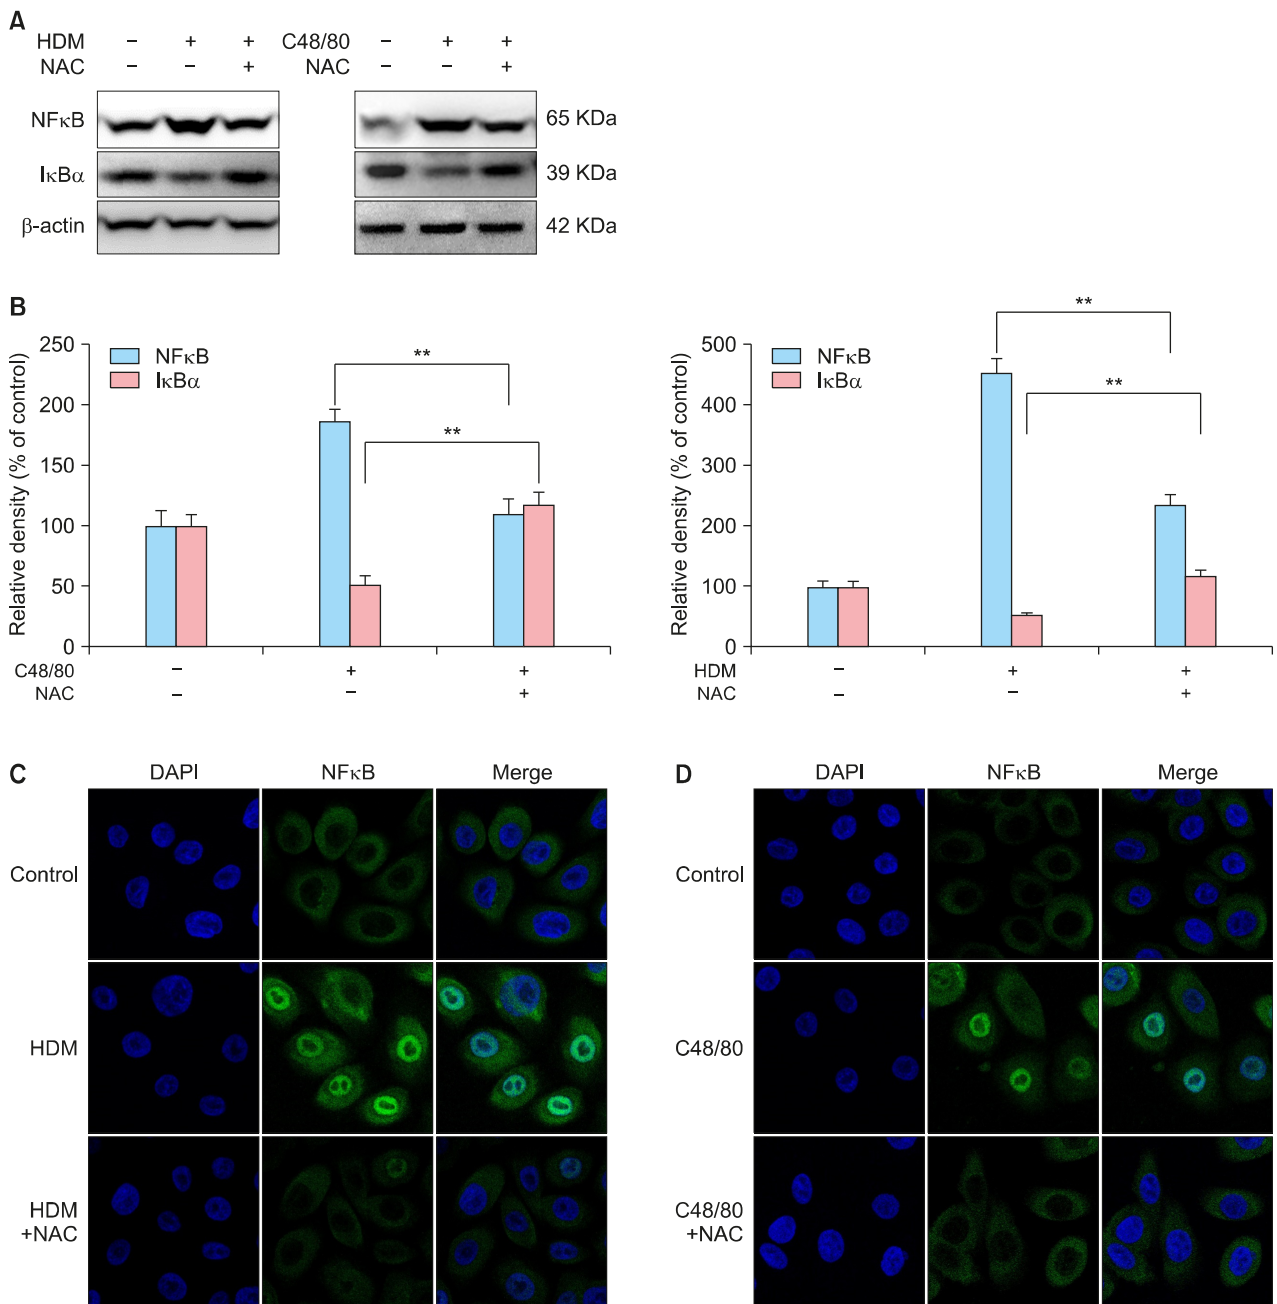 A
HDM − + +
NAC − − +
C48/80 − + +
NAC − − +
NFκB
65 KDa
IκBα
39 KDa
β-actin
42 KDa
B
Relative density (% of control)
250
200
150
100
50
0
NFκB
IκBα
**
**
C48/80 − + +
NAC − − +
Relative density (% of control)
500
400
300
200
100
0
NFκB
IκBα
**
**
HDM − + +
NAC − − +
C
DAPI NFκB Merge
Control
HDM
HDM
+NAC
D
DAPI NFκB Merge
Control
C48/80
C48/80
+NAC